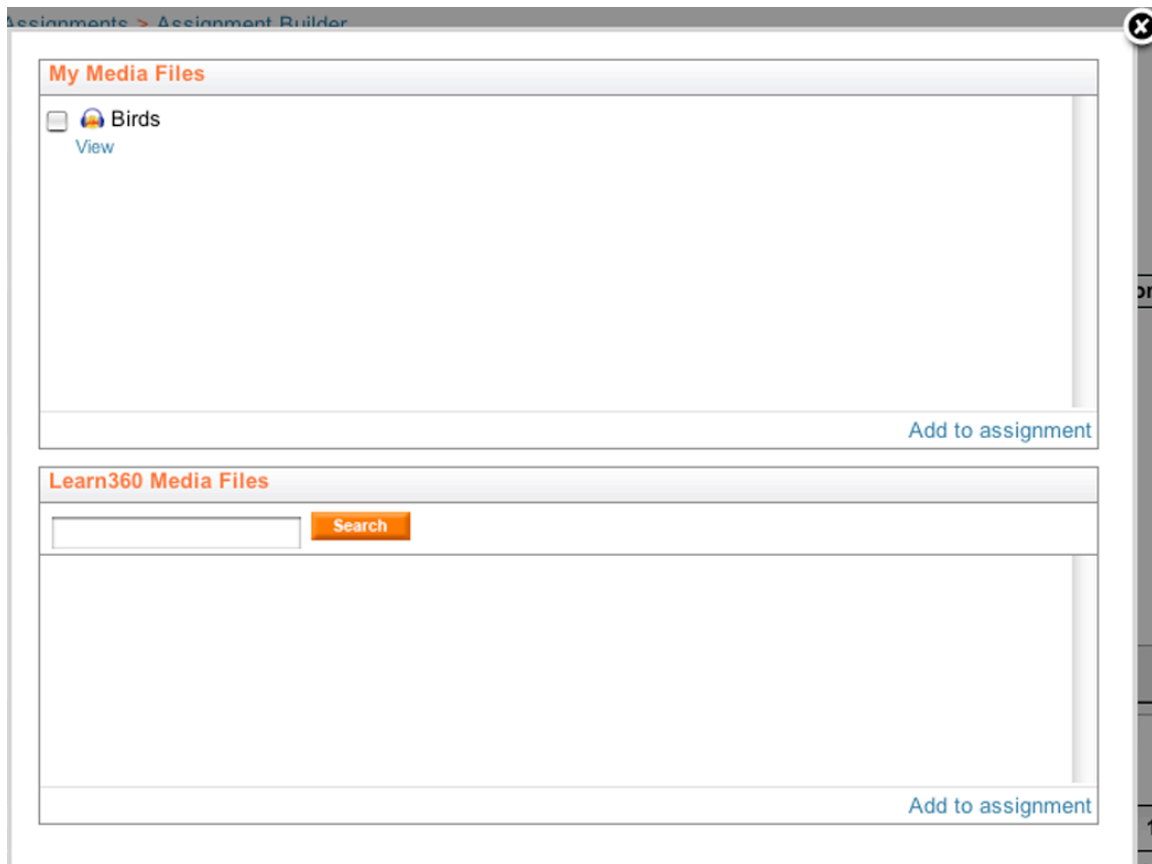 Assignments > Assignment Builder
My Media Files
Birds
View
Add to assignment
Learn360 Media Files
Search
Add to assignment